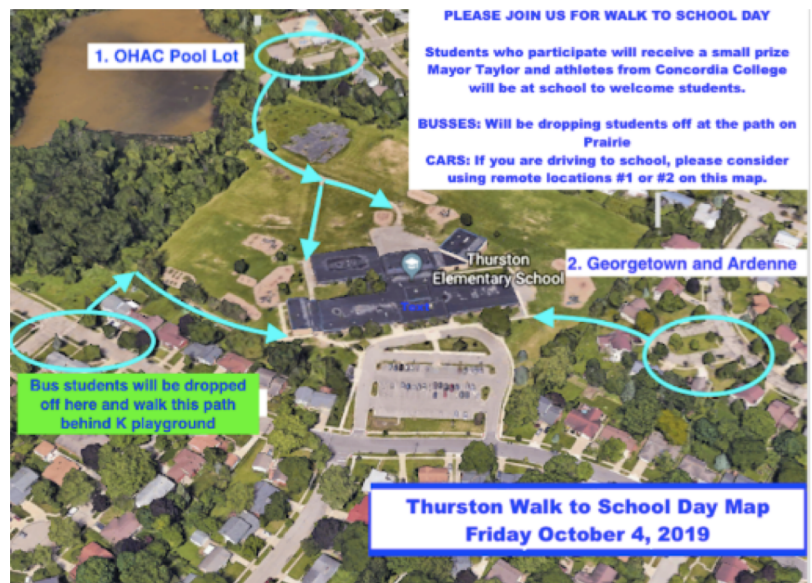 PLEASE JOIN US FOR WALK TO SCHOOL DAY
Students who participate will receive a small prize
Mayor Taylor and athletes from Concordia College
will be at school to welcome students.
BUSSES: Will be dropping students off at the path on
Prairie
CARS: If you are driving to school, please consider
using remote locations #1 or #2 on this map.
1. OHAC Pool Lot
Thurston
Elementary School
2. Georgetown and Ardenne
Bus students will be dropped
off here and walk this path
behind K playground
Thurston Walk to School Day Map
Friday October 4, 2019